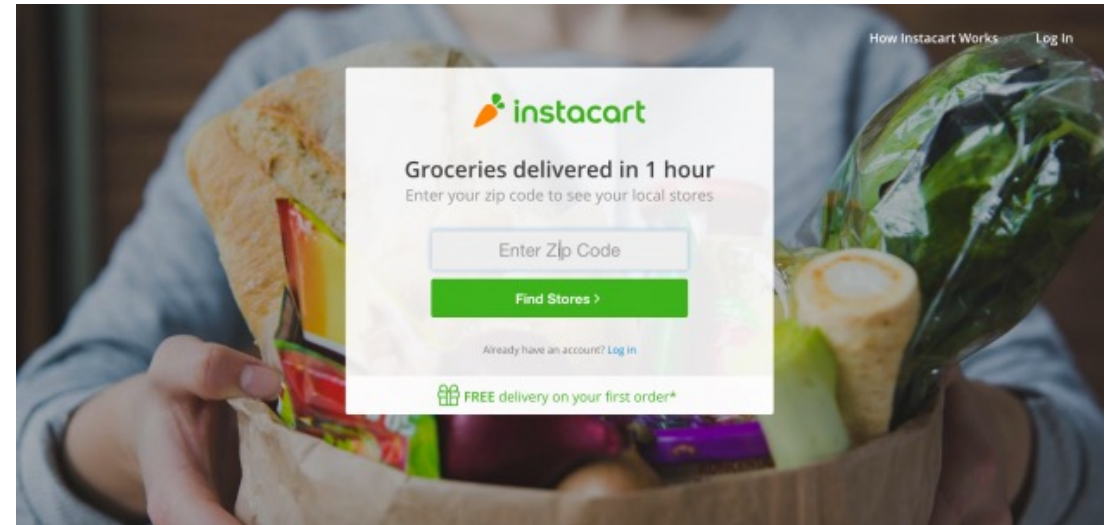 How Instacart Works Log In
instacart
Groceries delivered in 1 hour
Enter your zip code to see your local stores
Enter Zip Code
Find Stores >
Already have an account? Log in
FREE delivery on your first order*